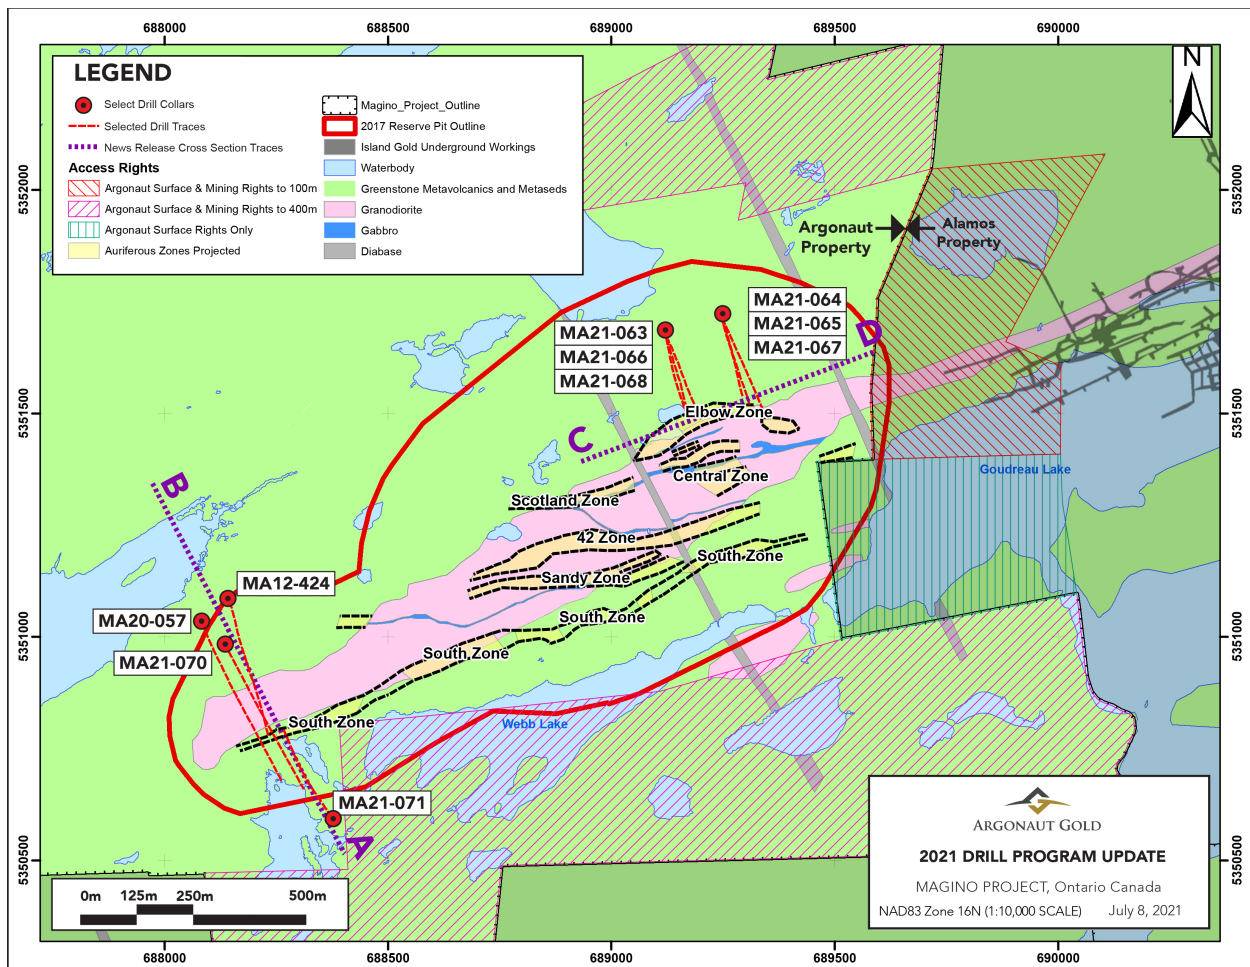 688000
688500
689000
689500
690000
LEGEND
Select Drill Collars
Selected Drill Traces
News Release Cross Section Traces
Access Rights
Argonaut Surface & Mining Rights to 100m
Argonaut Surface & Mining Rights to 400m
Argonaut Surface Rights Only
Auriferous Zones Projected
Magino_Project_Outline
2017 Reserve Pit Outline
Island Gold Underground Workings
Waterbody
Greenstone Metavolcanics and Metaseds
Granodiorite
Gabbro
Diabase
N
5352000
5352000
Argonaut
Property
Alamos
Property
MA21-063
MA21-066
MA21-068
MA21-064
MA21-065
MA21-067
D
C
5351500
5351500
Elbow Zone
Central Zone
Goudreau Lake
B
Scotland Zone
42 Zone
South Zone
Sandy Zone
MA12-424
MA20-057
MA21-070
South Zone
5351000
5351000
South Zone
South Zone
Webb Lake
MA21-071
A
5350500
5350500
0m
125m
250m
500m
ARGONAUT GOLD
2021 DRILL PROGRAM UPDATE
MAGINO PROJECT, Ontario Canada
NAD83 Zone 16N (1:10,000 SCALE)
July 8, 2021
688000
688500
689000
689500
690000